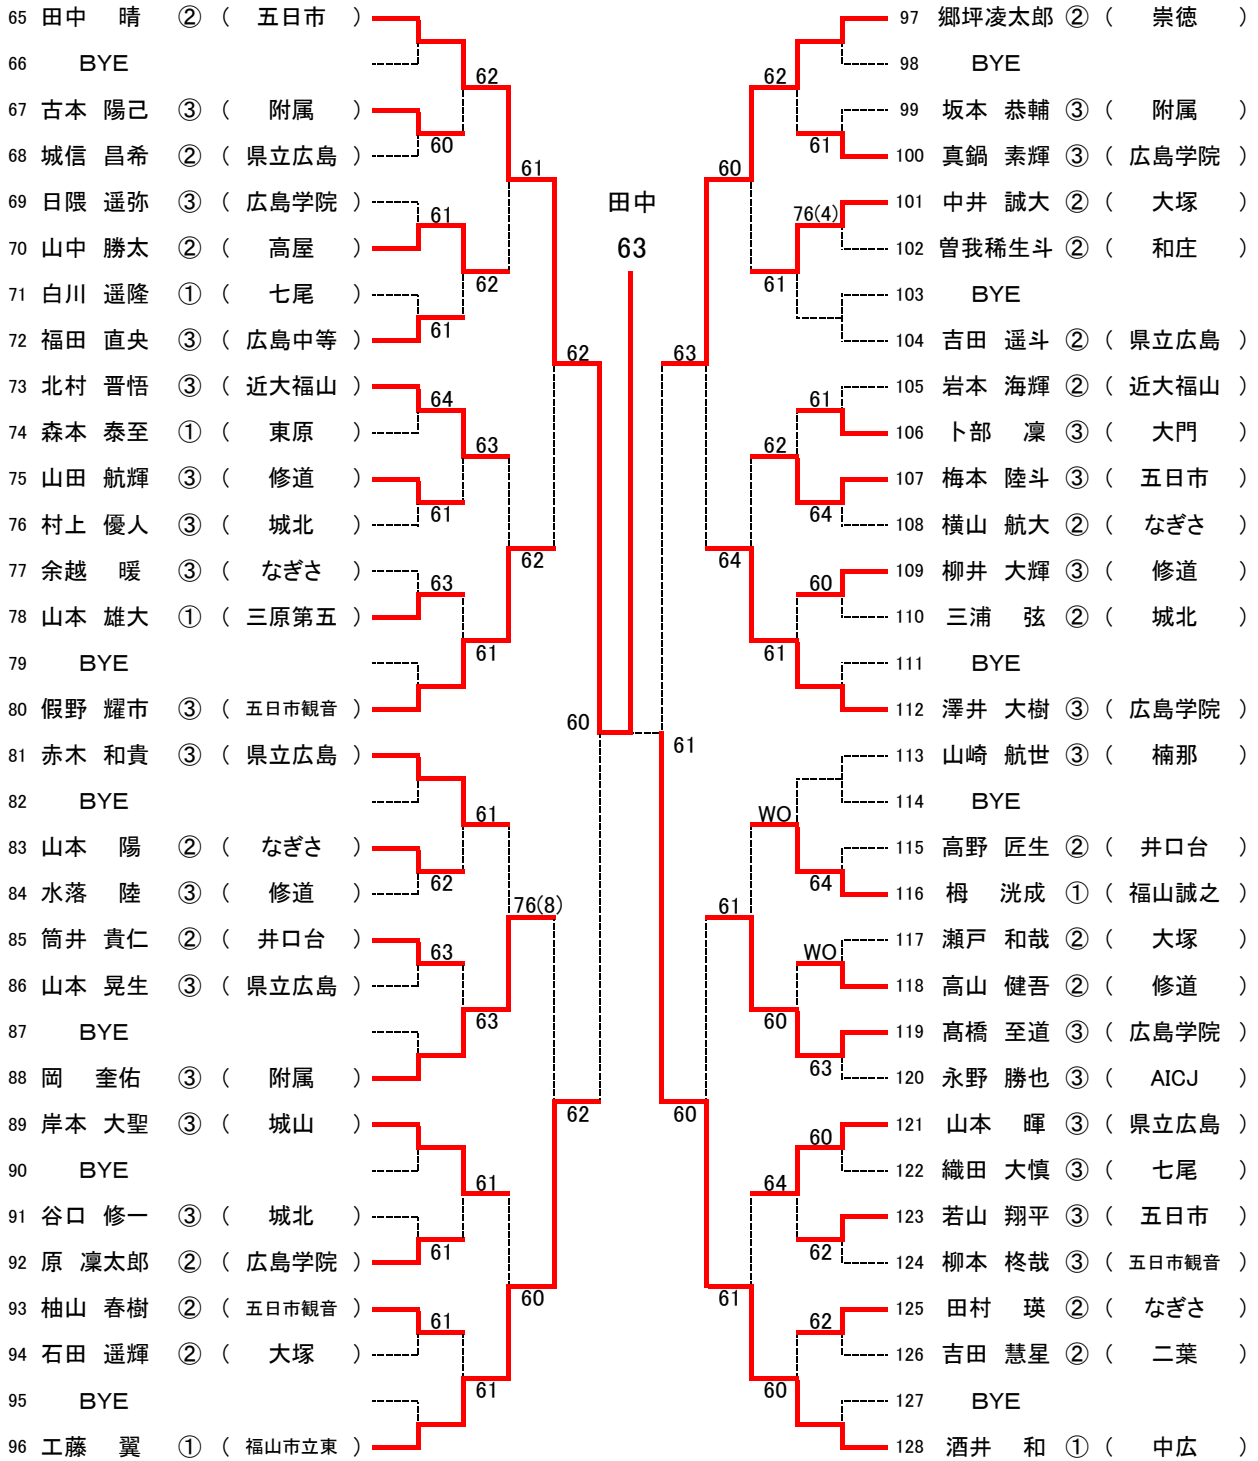 65 田中 晴 ② ( 五日市 )
66 BYE
62
67 古本 陽己 ③ ( 附属 )
60
68 城信 昌希 ② ( 県立広島 )
61
69 日隈 遥弥 ③ ( 広島学院 )
61
70 山中 勝太 ② ( 高屋 )
62
71 白川 遥隆 ① ( 七尾 )
61
72 福田 直央 ③ ( 広島中等 )
62
73 北村 晋悟 ③ ( 近大福山 )
64
74 森本 泰至 ① ( 東原 )
63
75 山田 航輝 ③ ( 修道 )
61
76 村上 優人 ③ ( 城北 )
62
77 余越 暖 ③ ( なぎさ )
63
78 山本 雄大 ① ( 三原第五 )
61
79 BYE
80 假野 耀市 ③ ( 五日市観音 )
60
81 赤木 和貴 ③ ( 県立広島 )
82 BYE
61
83 山本 陽 ② ( なぎさ )
62
84 水落 陸 ③ ( 修道 )
76(8)
85 筒井 貴仁 ② ( 井口台 )
63
86 山本 晃生 ③ ( 県立広島 )
63
87 BYE
88 岡 奎佑 ③ ( 附属 )
62
89 岸本 大聖 ③ ( 城山 )
90 BYE
61
91 谷口 修一 ③ ( 城北 )
61
92 原 凜太郎 ② ( 広島学院 )
60
93 柚山 春樹 ② ( 五日市観音 )
61
94 石田 遥輝 ② ( 大塚 )
61
95 BYE
96 工藤 翼 ① ( 福山市立東 )
田中
63
97 郷坪凌太郎 ② ( 崇徳 )
98 BYE
62
99 坂本 恭輔 ③ ( 附属 )
61
100 真鍋 素輝 ③ ( 広島学院 )
60
101 中井 誠大 ② ( 大塚 )
76(4)
102 曽我稀生斗 ② ( 和庄 )
61
103 BYE
104 吉田 遥斗 ② ( 県立広島 )
63
105 岩本 海輝 ② ( 近大福山 )
61
106 卜部 凜 ③ ( 大門 )
62
107 梅本 陸斗 ③ ( 五日市 )
64
108 横山 航大 ② ( なぎさ )
64
109 柳井 大輝 ③ ( 修道 )
60
110 三浦 弦 ② ( 城北 )
61
111 BYE
112 澤井 大樹 ③ ( 広島学院 )
61
113 山崎 航世 ③ ( 楠那 )
114 BYE
WO
115 高野 匠生 ② ( 井口台 )
64
116 栂 洸成 ① ( 福山誠之 )
61
117 瀬戸 和哉 ② ( 大塚 )
WO
118 高山 健吾 ② ( 修道 )
60
119 髙橋 至道 ③ ( 広島学院 )
63
120 永野 勝也 ③ ( AICJ )
60
121 山本 暉 ③ ( 県立広島 )
60
122 織田 大慎 ③ ( 七尾 )
64
123 若山 翔平 ③ ( 五日市 )
62
124 柳本 柊哉 ③ ( 五日市観音 )
61
125 田村 瑛 ② ( なぎさ )
62
126 吉田 慧星 ② ( 二葉 )
60
127 BYE
128 酒井 和 ① ( 中広 )